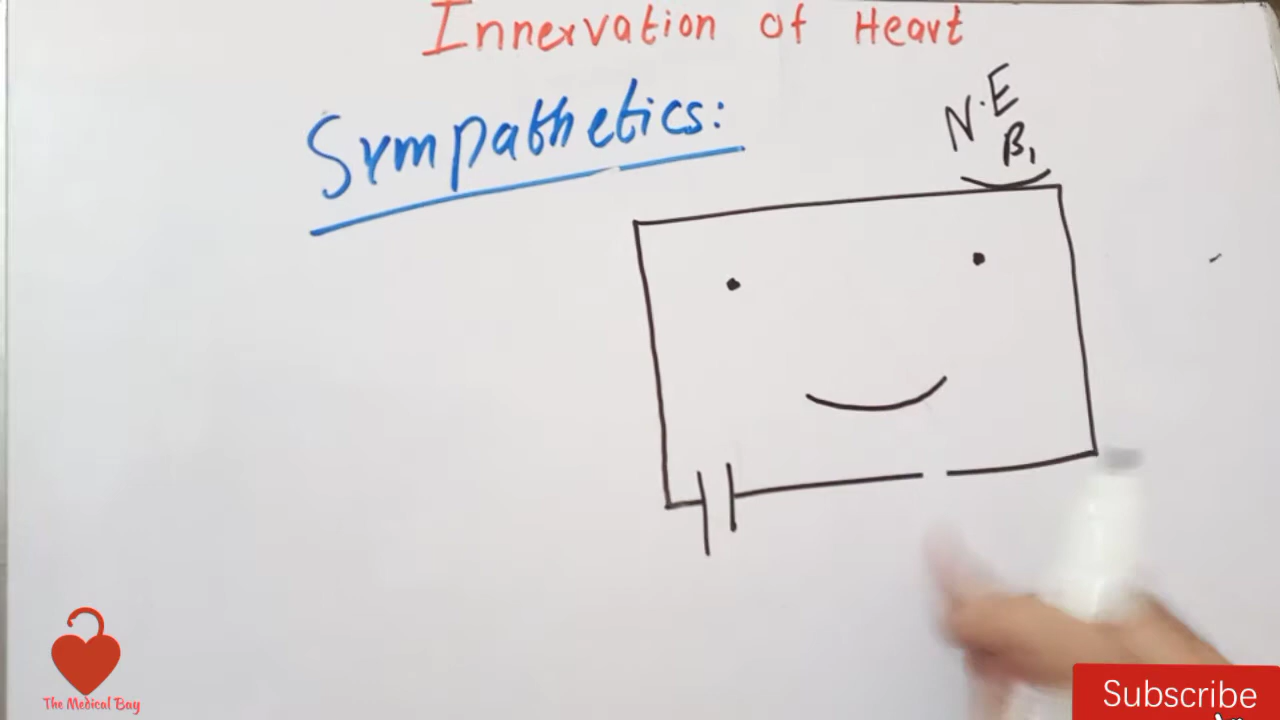 Innervation of Heart
Sympathetics:
N.E
β₁
The Medical Bay
Subscribe